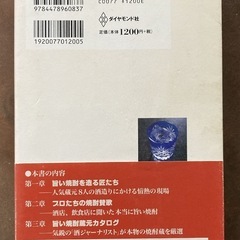 9784478960837
C0077 ¥1200E
ダイヤモンド社
定価(本体1200円+税)
1920077012005
●本書の内容
第一章 旨い焼酎を造る匠たち
―人気蔵元8人の酒造りにかける情熱の現場
第二章 プロたちの焼酎賛歌
―酒店，飲食店に聞いた本当に旨い焼酎
第三章 旨い焼酎蔵元カタログ
―気鋭の“酒ジャーナリスト”が本物の焼酎蔵を厳選